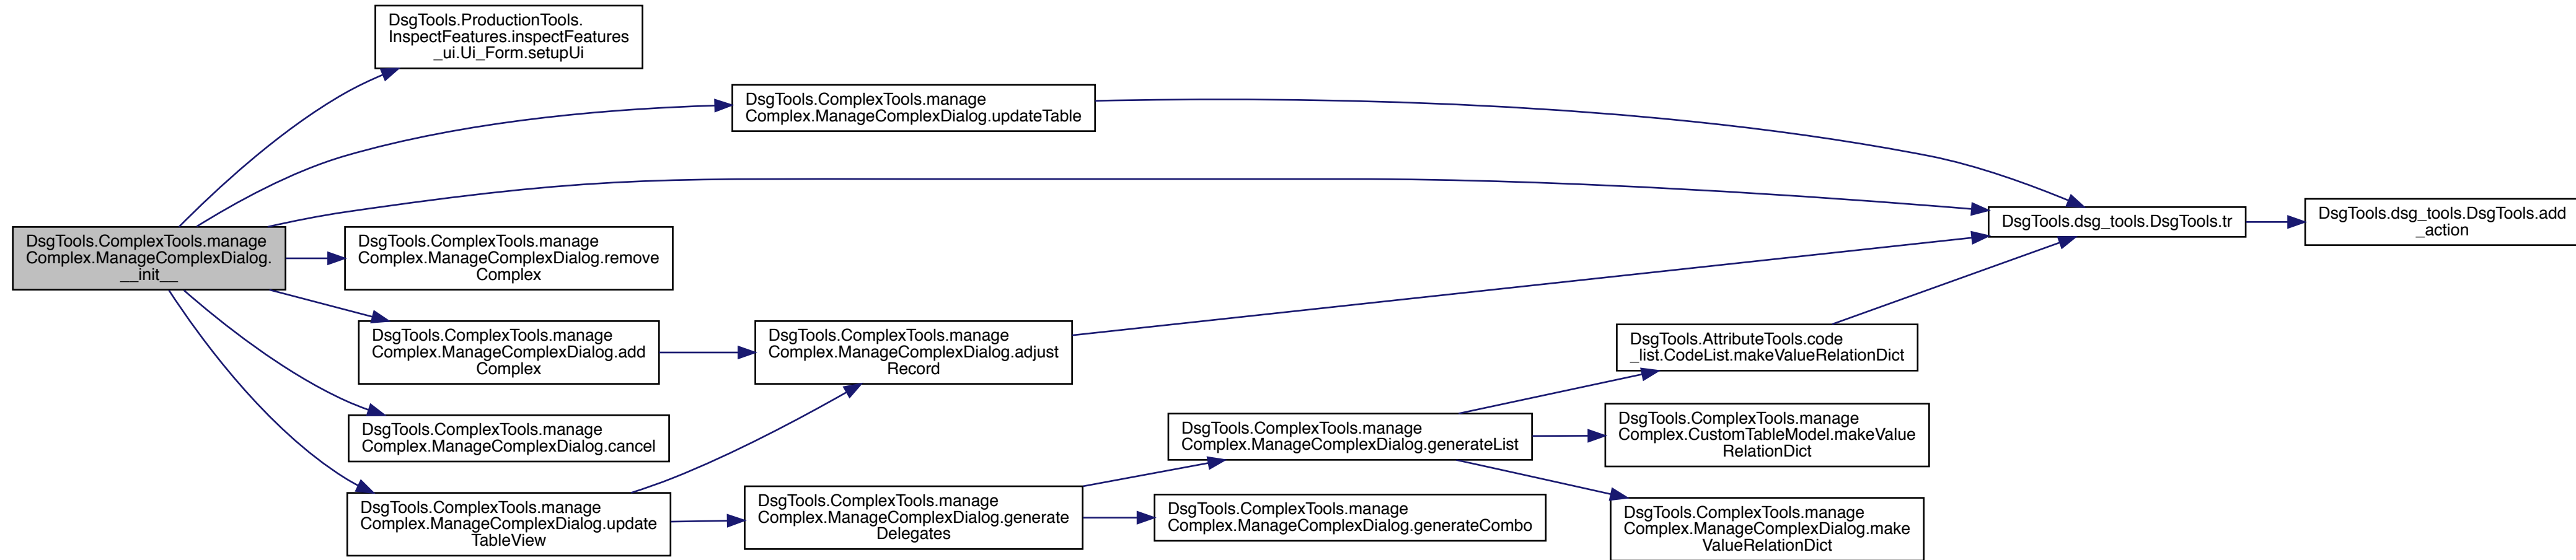 DsgTools.ProductionTools.
InspectFeatures.inspectFeatures
_ui.Ui_Form.setupUi
DsgTools.ComplexTools.manage
Complex.ManageComplexDialog.updateTable
DsgTools.dsg_tools.DsgTools.tr
DsgTools.dsg_tools.DsgTools.add
_action
DsgTools.ComplexTools.manage
Complex.ManageComplexDialog.
__init__
DsgTools.ComplexTools.manage
Complex.ManageComplexDialog.remove
Complex
DsgTools.ComplexTools.manage
Complex.ManageComplexDialog.add
Complex
DsgTools.ComplexTools.manage
Complex.ManageComplexDialog.adjust
Record
DsgTools.AttributeTools.code
_list.CodeList.makeValueRelationDict
DsgTools.ComplexTools.manage
Complex.ManageComplexDialog.cancel
DsgTools.ComplexTools.manage
Complex.ManageComplexDialog.generateList
DsgTools.ComplexTools.manage
Complex.CustomTableModel.makeValue
RelationDict
DsgTools.ComplexTools.manage
Complex.ManageComplexDialog.update
TableView
DsgTools.ComplexTools.manage
Complex.ManageComplexDialog.generate
Delegates
DsgTools.ComplexTools.manage
Complex.ManageComplexDialog.generateCombo
DsgTools.ComplexTools.manage
Complex.ManageComplexDialog.make
ValueRelationDict